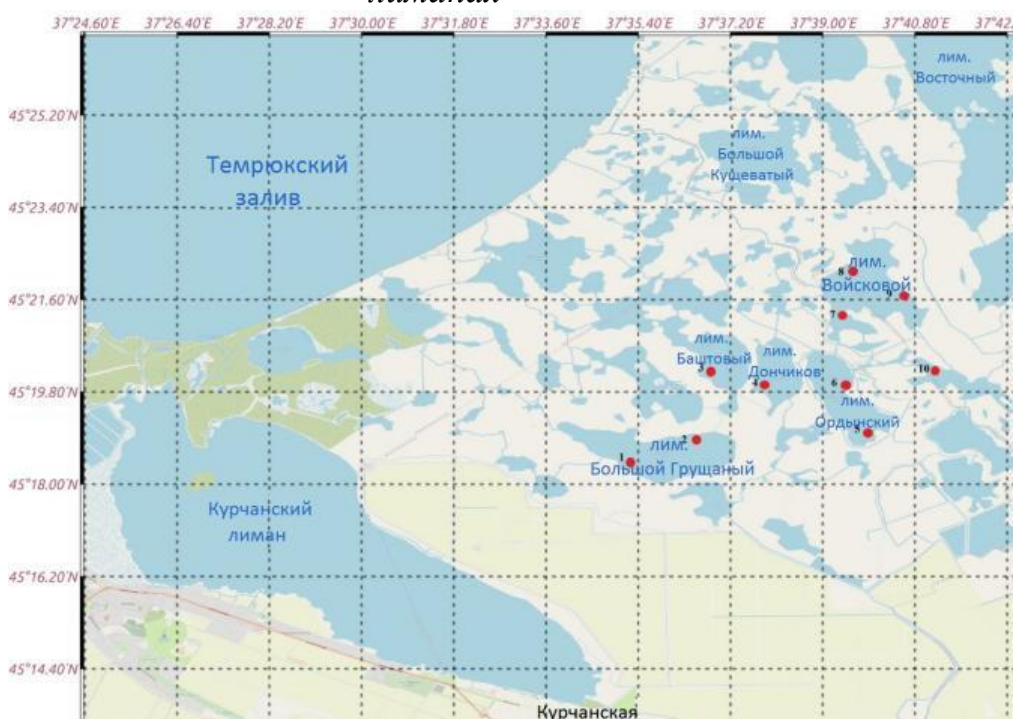 37°24.60'E 37°26.40'E 37°28.20'E 37°30.00'E 37°31.80'E 37°33.60'E 37°35.40'E 37°37.20'E 37°39.00'E 37°40.80'E 37°42.
лим.
Восточный
45°25.20'N
лим.
Большой
Кущеватый
Темрюкский
залив
45°23.40'N
8 лим.
Войсковой
9
45°21.60'N
7
лим.
Баштовый
3
лим.
Дончиков
4
6
10
45°19.80'N
лим.
Ордынский
5
2
лим.
1
Большой Грущаный
45°18.00'N
Курчанский
лиман
45°16.20'N
45°14.40'N
Курчанская